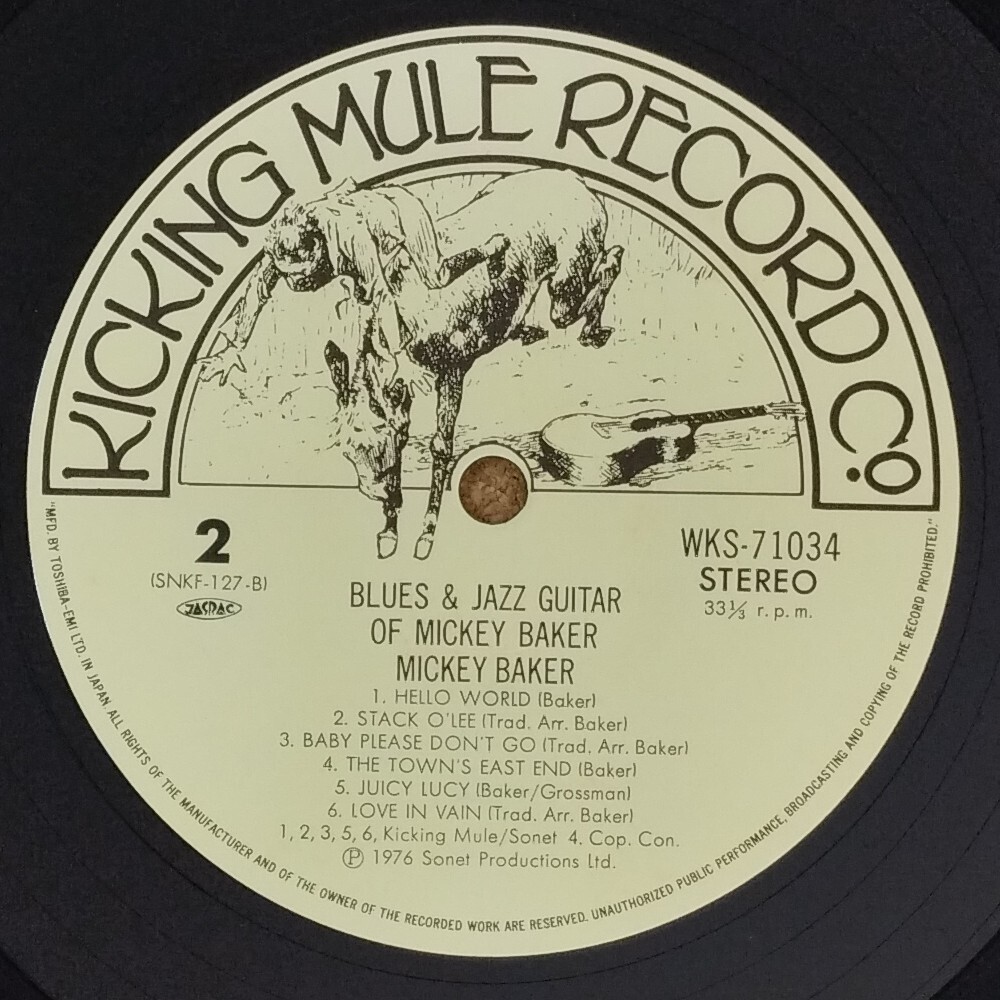 KICKING MULE RECORD Co.
2
(SNKF-127-B)
JASRAC
WKS-71034
STEREO
33⅓ r.p.m.
BLUES & JAZZ GUITAR
OF MICKEY BAKER
MICKEY BAKER
1. HELLO WORLD (Baker)
2. STACK O'LEE (Trad. Arr. Baker)
3. BABY PLEASE DON'T GO (Trad. Arr. Baker)
4. THE TOWN'S EAST END (Baker)
5. JUICY LUCY (Baker/Grossman)
6. LOVE IN VAIN (Trad. Arr. Baker)
1, 2, 3, 5, 6, Kicking Mule/Sonet 4. Cop. Con.
Ⓟ 1976 Sonet Productions Ltd.
"MFD. BY TOSHIBA-EMI LTD. IN JAPAN ALL RIGHTS OF THE MANUFACTURER AND OF THE OWNER OF THE RECORDED WORK ARE RESERVED. UNAUTHORIZED PUBLIC PERFORMANCE, BROADCASTING AND COPYING OF THE RECORD PROHIBITED."